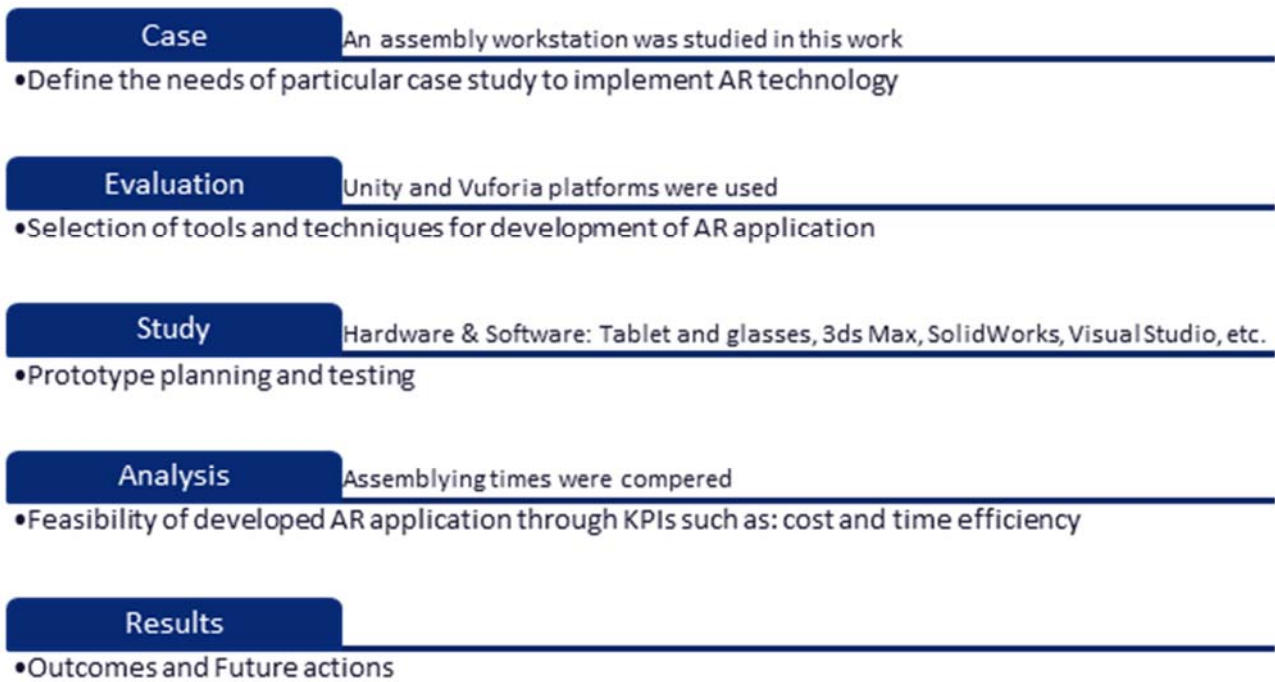 Case
An assembly workstation was studied in this work
•Define the needs of particular case study to implement AR technology
Evaluation
Unity and Vuforia platforms were used
•Selection of tools and techniques for development of AR application
Study
Hardware & Software: Tablet and glasses, 3ds Max, SolidWorks, Visual Studio, etc.
•Prototype planning and testing
Analysis
Assemblying times were compered
•Feasibility of developed AR application through KPIs such as: cost and time efficiency
Results
•Outcomes and Future actions